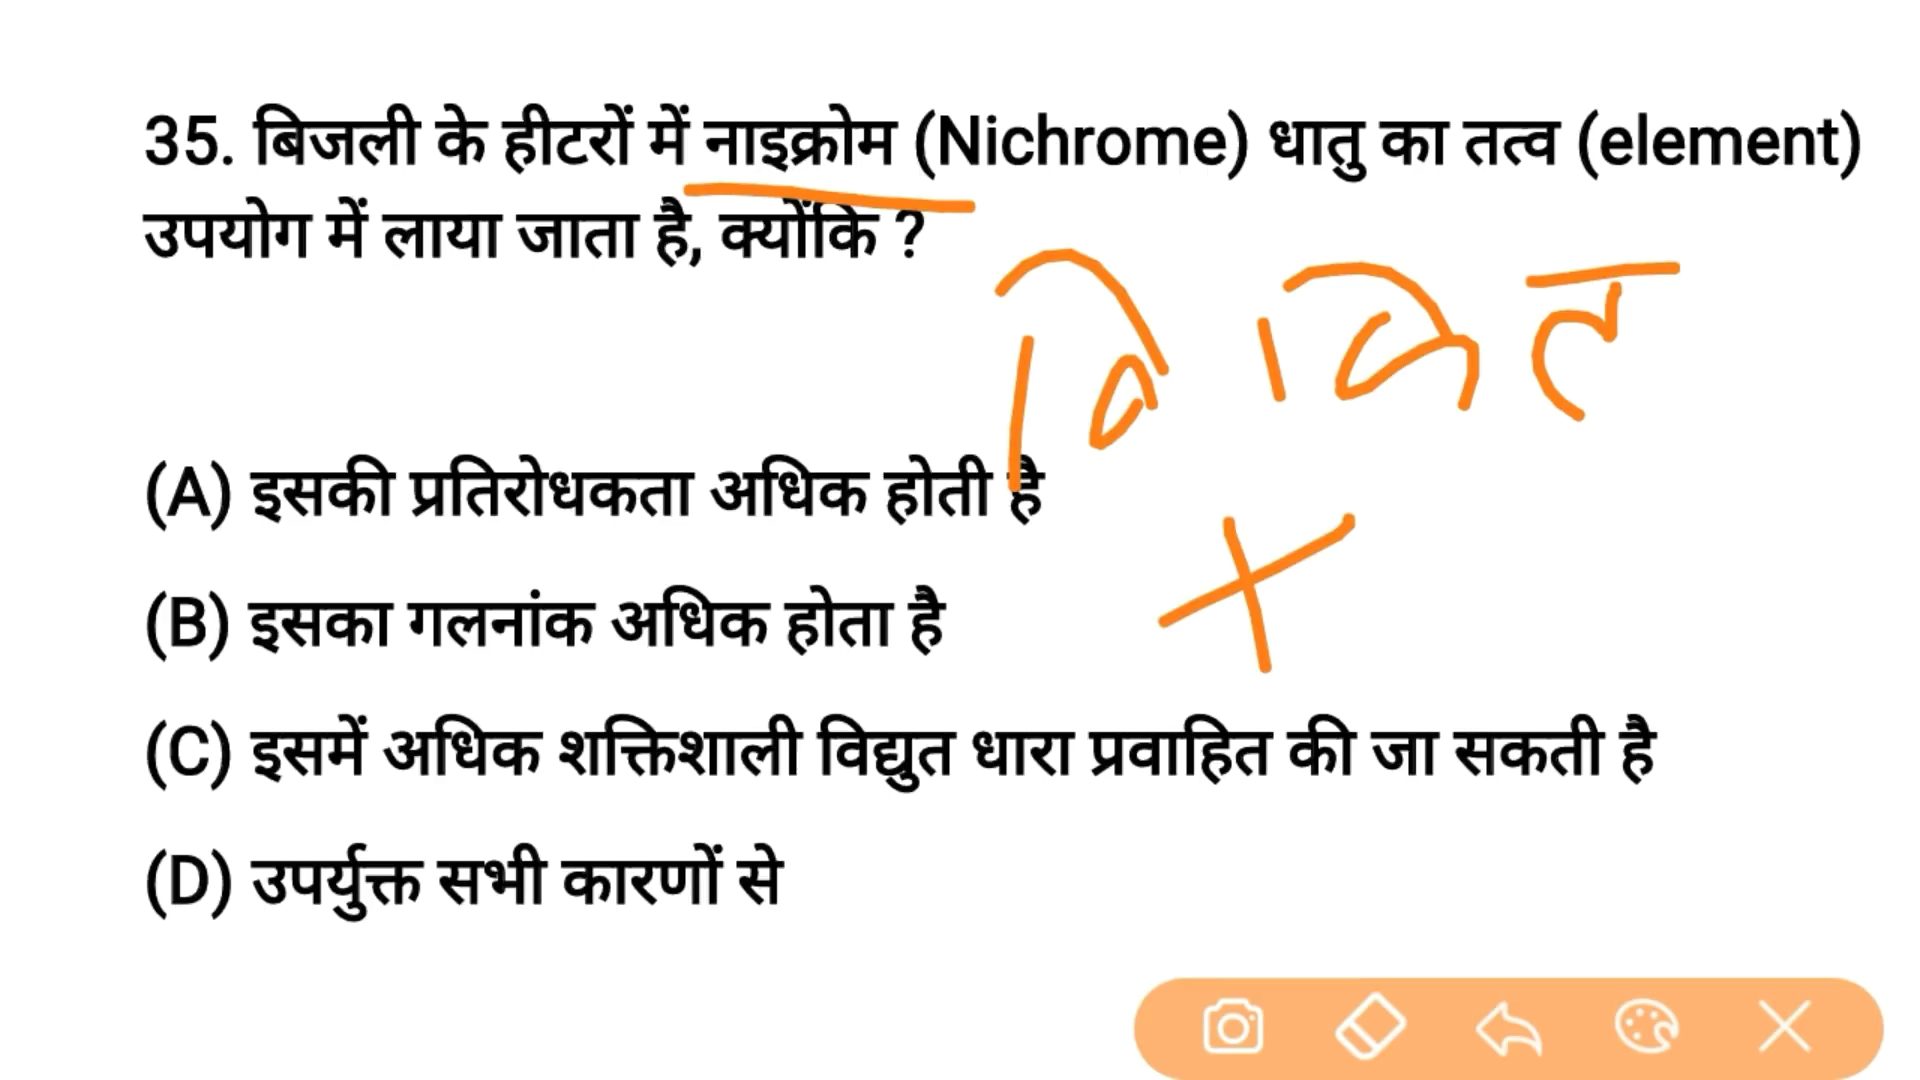 35. बिजली के हीटरों में नाइक्रोम (Nichrome) धातु का तत्व (element)
उपयोग में लाया जाता है, क्योंकि ?
(A) इसकी प्रतिरोधकता अधिक होती है
(B) इसका गलनांक अधिक होता है
(C) इसमें अधिक शक्तिशाली विद्युत धारा प्रवाहित की जा सकती है
(D) उपर्युक्त सभी कारणों से